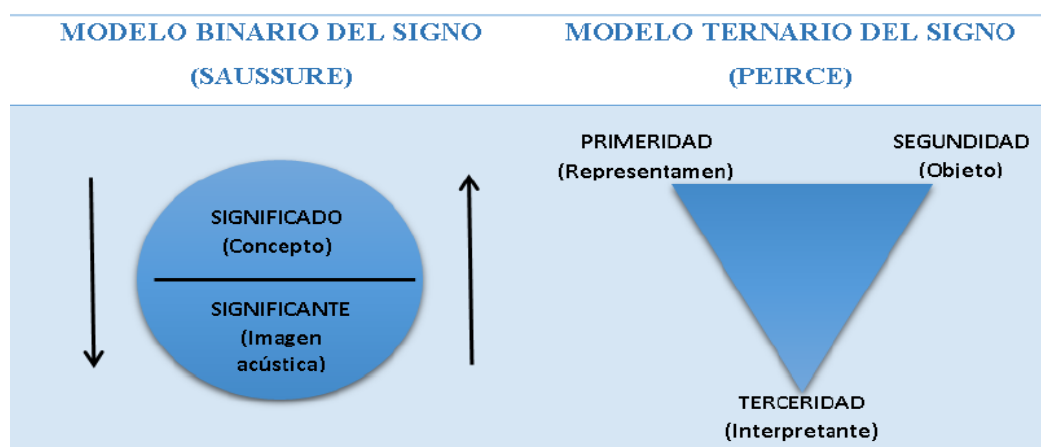 MODELO BINARIO DEL SIGNO
(SAUSSURE)
MODELO TERNARIO DEL SIGNO
(PEIRCE)
SIGNIFICADO
(Concepto)
SIGNIFICANTE
(Imagen
acústica)
PRIMERIDAD
(Representamen)
SEGUNDIDAD
(Objeto)
TERCERIDAD
(Interpretante)